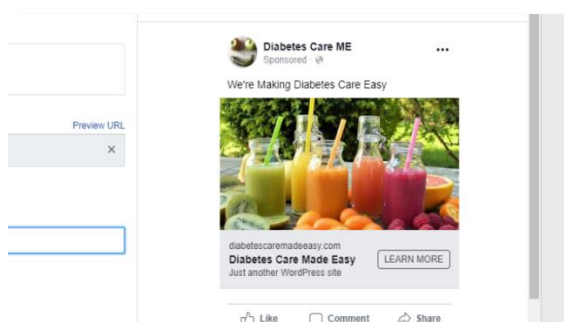 Diabetes Care ME
Sponsored ·
We're Making Diabetes Care Easy
Preview URL
×
diabetescaremadeeasy.com
Diabetes Care Made Easy
LEARN MORE
Just another WordPress site
Like Comment Share